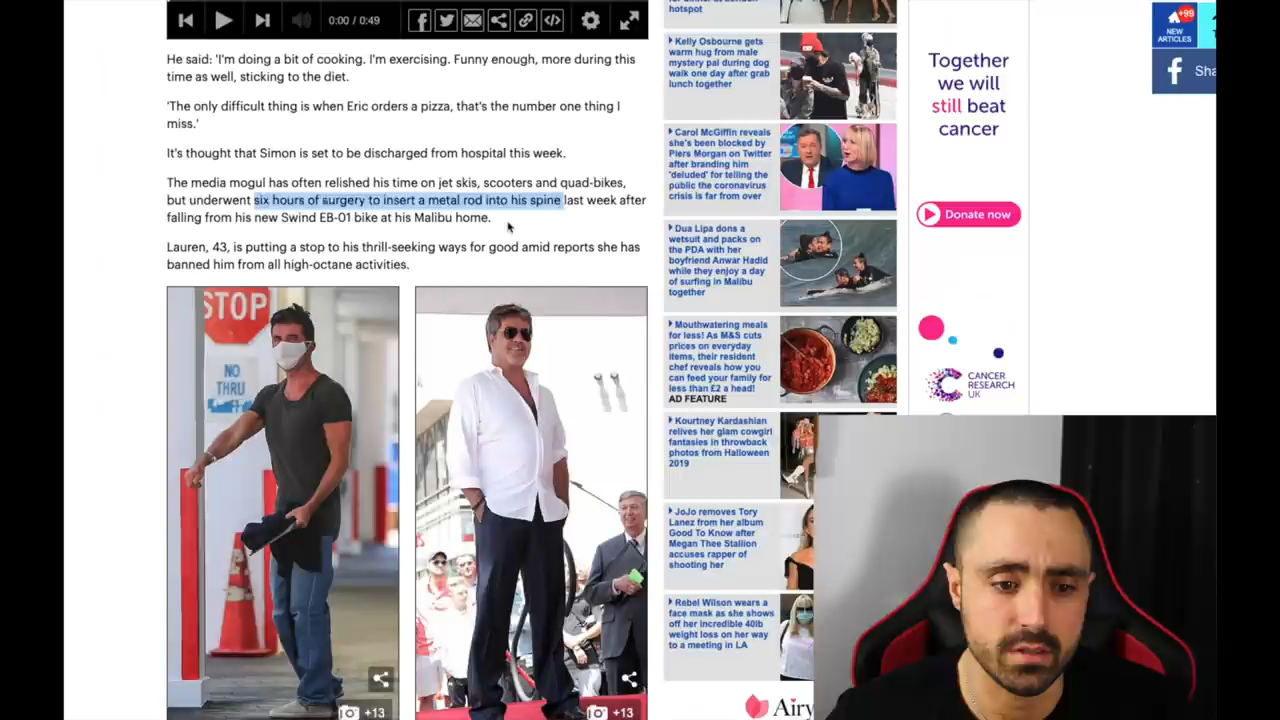 0:00 / 0:49
He said: 'I'm doing a bit of cooking. I'm exercising. Funny enough, more during this
time as well, sticking to the diet.
'The only difficult thing is when Eric orders a pizza, that's the number one thing I
miss.'
It's thought that Simon is set to be discharged from hospital this week.
The media mogul has often relished his time on jet skis, scooters and quad-bikes,
but underwent six hours of surgery to insert a metal rod into his spine last week after
falling from his new Swind EB-01 bike at his Malibu home.
Lauren, 43, is putting a stop to his thrill-seeking ways for good amid reports she has
banned him from all high-octane activities.
STOP
NO
THRU
+13
+13
hotspot
Kelly Osbourne gets
warm hug from male
mystery pal during dog
walk one day after grab
lunch together
Carol McGiffin reveals
she's been blocked by
Piers Morgan on Twitter
after branding him
'deluded' for telling the
public the coronavirus
crisis is far from over
Dua Lipa dons a
wetsuit and packs on
the PDA with her
boyfriend Anwar Hadid
while they enjoy a day
of surfing in Malibu
together
Mouthwatering meals
for less! As M&S cuts
prices on everyday
items, their resident
chef reveals how you
can feed your family for
less than £2 a head!
AD FEATURE
Kourtney Kardashian
relives her glam cowgirl
fantasies in throwback
photos from Halloween
2019
JoJo removes Tory
Lanez from her album
Good To Know after
Megan Thee Stallion
accuses rapper of
shooting her
Rebel Wilson wears a
face mask as she shows
off her incredible 40lb
weight loss on her way
to a meeting in LA
Airy
Together
we will
still beat
cancer
Donate now
CANCER
RESEARCH
UK
+99
NEW
ARTICLES
Sha